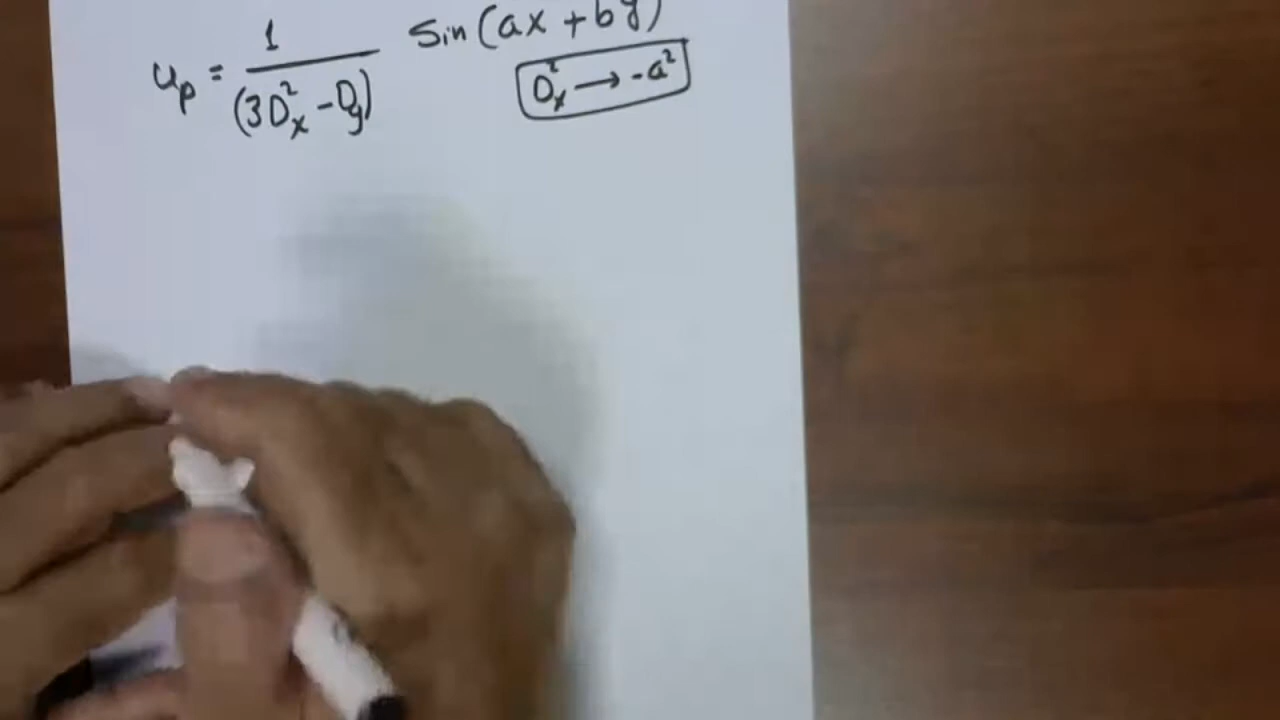 u_p = 1/(3D_x^2 - D_y) sin(ax + by)
D_x^2 → -a^2